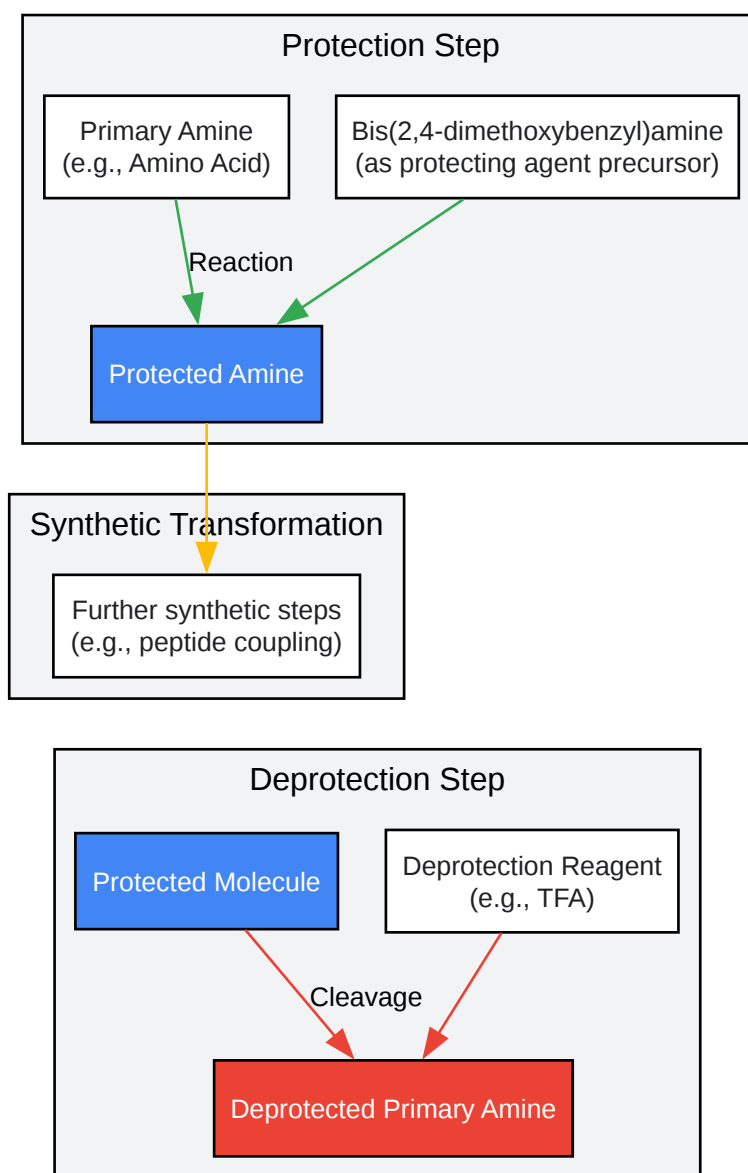 Protection Step
Primary Amine
(e.g., Amino Acid)
Bis(2,4-dimethoxybenzyl)amine
(as protecting agent precursor)
Reaction
Protected Amine
Synthetic Transformation
Further synthetic steps
(e.g., peptide coupling)
Deprotection Step
Protected Molecule
Deprotection Reagent
(e.g., TFA)
Cleavage
Deprotected Primary Amine